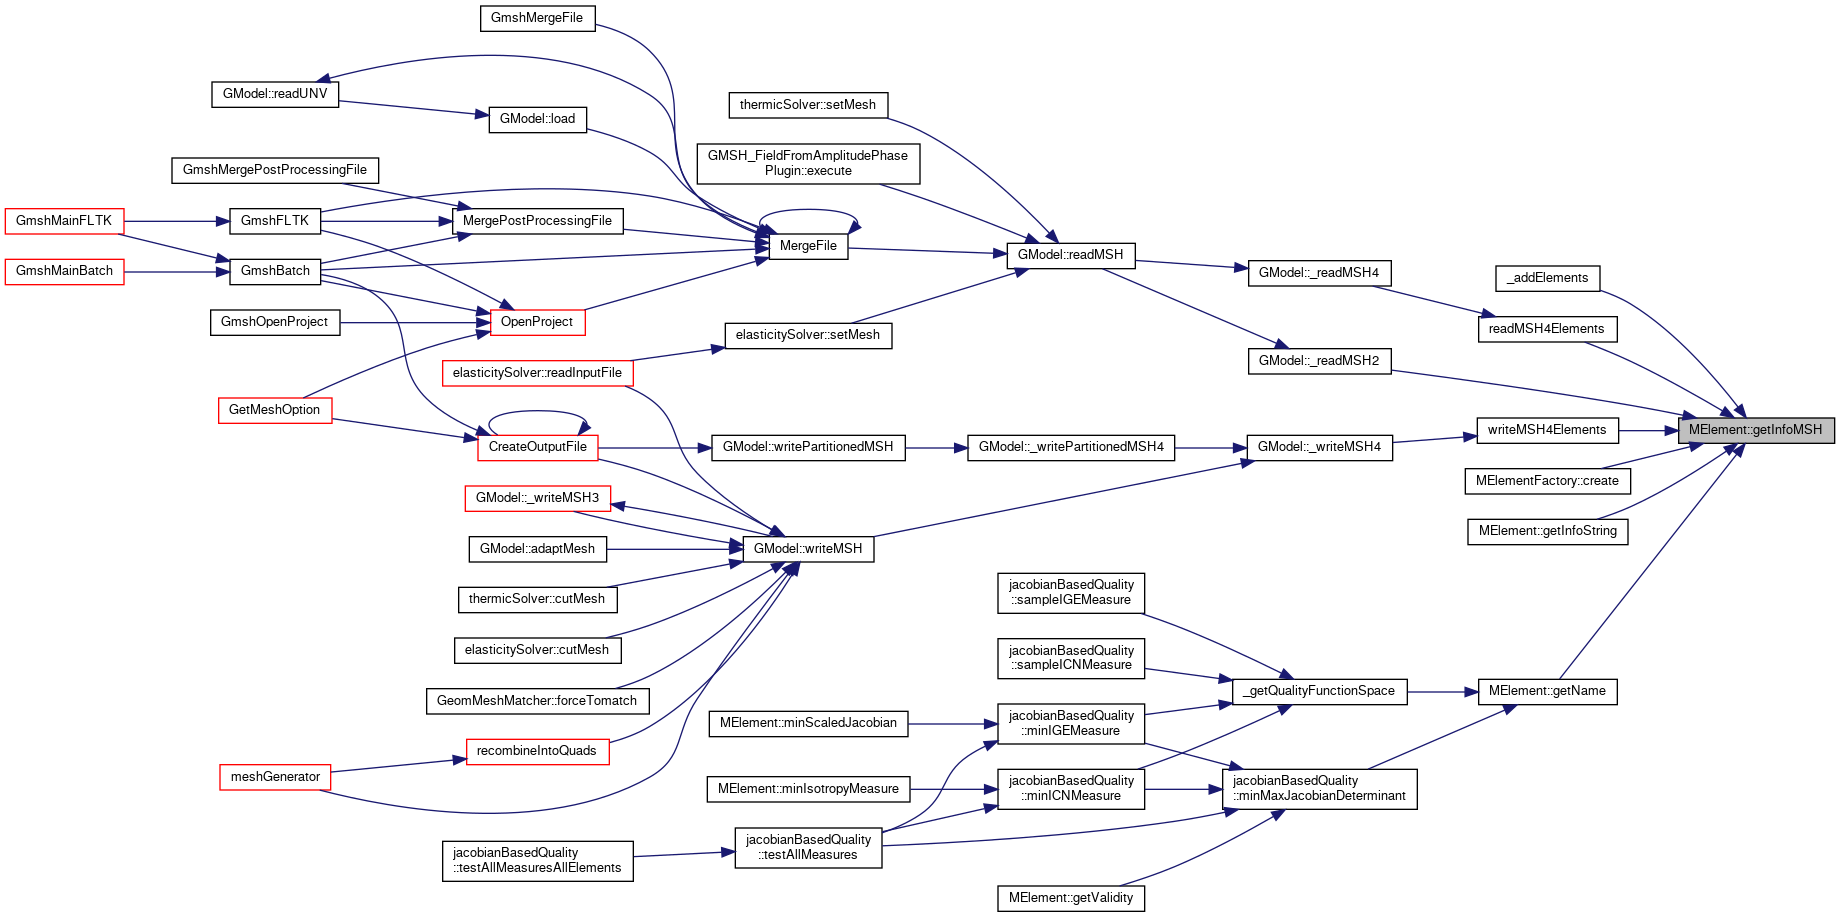 GmshMergeFile
GModel::readUNV
thermicSolver::setMesh
GModel::load
GMSH_FieldFromAmplitudePhase
Plugin::execute
GmshMergePostProcessingFile
GmshMainFLTK
GmshFLTK
MergePostProcessingFile
MergeFile
GModel::readMSH
GmshMainBatch
GmshBatch
GModel::_readMSH4
_addElements
GmshOpenProject
OpenProject
elasticitySolver::setMesh
readMSH4Elements
elasticitySolver::readInputFile
GModel::_readMSH2
GetMeshOption
CreateOutputFile
GModel::writePartitionedMSH
GModel::_writePartitionedMSH4
GModel::_writeMSH4
writeMSH4Elements
MElement::getInfoMSH
MElementFactory::create
GModel::_writeMSH3
MElement::getInfoString
GModel::adaptMesh
GModel::writeMSH
thermicSolver::cutMesh
jacobianBasedQuality
::sampleIGEMeasure
elasticitySolver::cutMesh
jacobianBasedQuality
::sampleICNMeasure
GeomMeshMatcher::forceTomatch
_getQualityFunctionSpace
MElement::getName
MElement::minScaledJacobian
jacobianBasedQuality
::minIGEMeasure
recombineIntoQuads
meshGenerator
MElement::minIsotropyMeasure
jacobianBasedQuality
::minICNMeasure
jacobianBasedQuality
::minMaxJacobianDeterminant
jacobianBasedQuality
::testAllMeasuresAllElements
jacobianBasedQuality
::testAllMeasures
MElement::getValidity